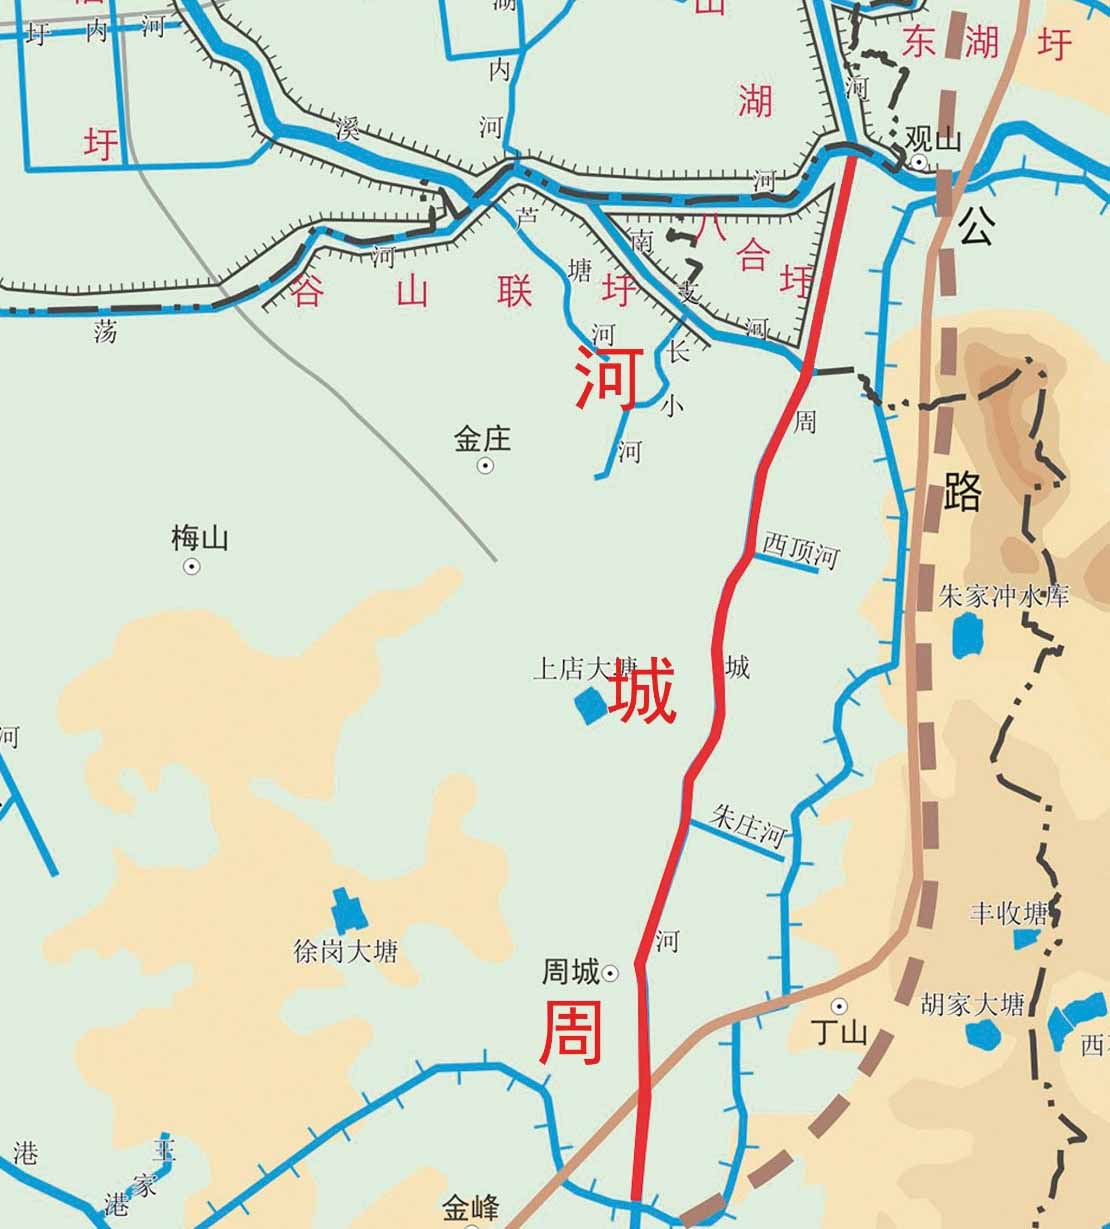 圩 内 河
湖
山
东 湖 圩
内
河
湖
河
圩
溪
河
观山
河
芦
塘
河
南
支
河
八
合
圩
公
谷 山 联 圩
河
荡
长
小
河
河
周
金庄
路
梅山
西顶河
朱家冲水库
上店大塘
城
城
河
朱庄河
丰收塘
徐岗大塘
河
周城
周
胡家大塘
丁山
西
港
王
家
港
金峰